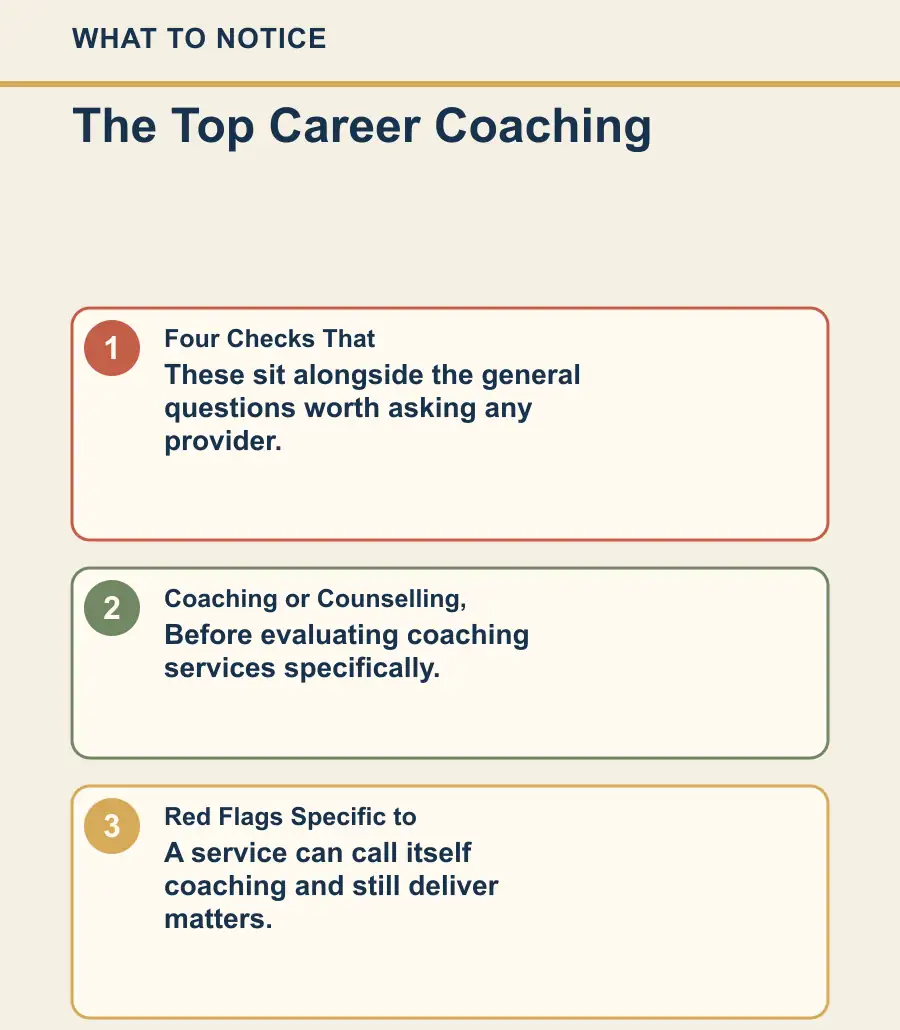 WHAT TO NOTICE
The Top Career Coaching
1
Four Checks That
These sit alongside the general
questions worth asking any
provider.
2
Coaching or Counselling,
Before evaluating coaching
services specifically.
3
Red Flags Specific to
A service can call itself
coaching and still deliver
matters.